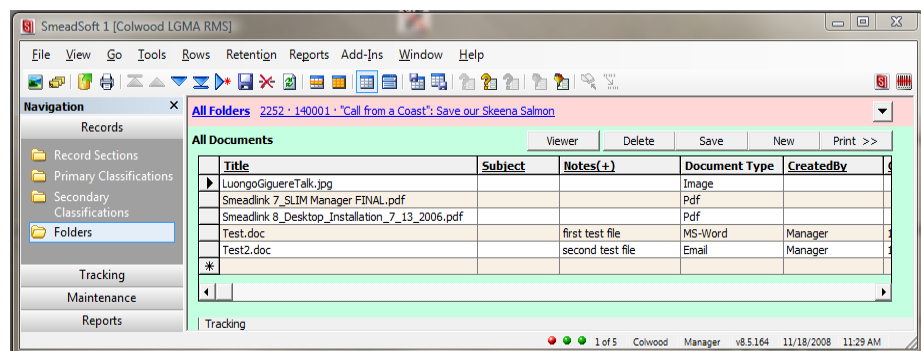 SmeadSoft 1 [Colwood LGMA RMS]
File View Go Tools Rows Retention Reports Add-Ins Window Help
Navigation
Records
Record Sections
Primary Classifications
Secondary
Classifications
Folders
Tracking
Maintenance
Reports
All Folders 2252 · 140001 · "Call from a Coast": Save our Skeena Salmon
All Documents Viewer Delete Save New Print >>
Title Subject Notes(+) Document Type CreatedBy
LuongoGiguereTalk.jpg Image
Smeadlink 7_SLIM Manager FINAL.pdf Pdf
Smeadlink 8_Desktop_Installation_7_13_2006.pdf Pdf
Test.doc first test file MS-Word Manager 1
Test2.doc second test file Email Manager 1
Tracking
1 of 5 Colwood Manager v8.5.164 11/18/2008 11:29 AM